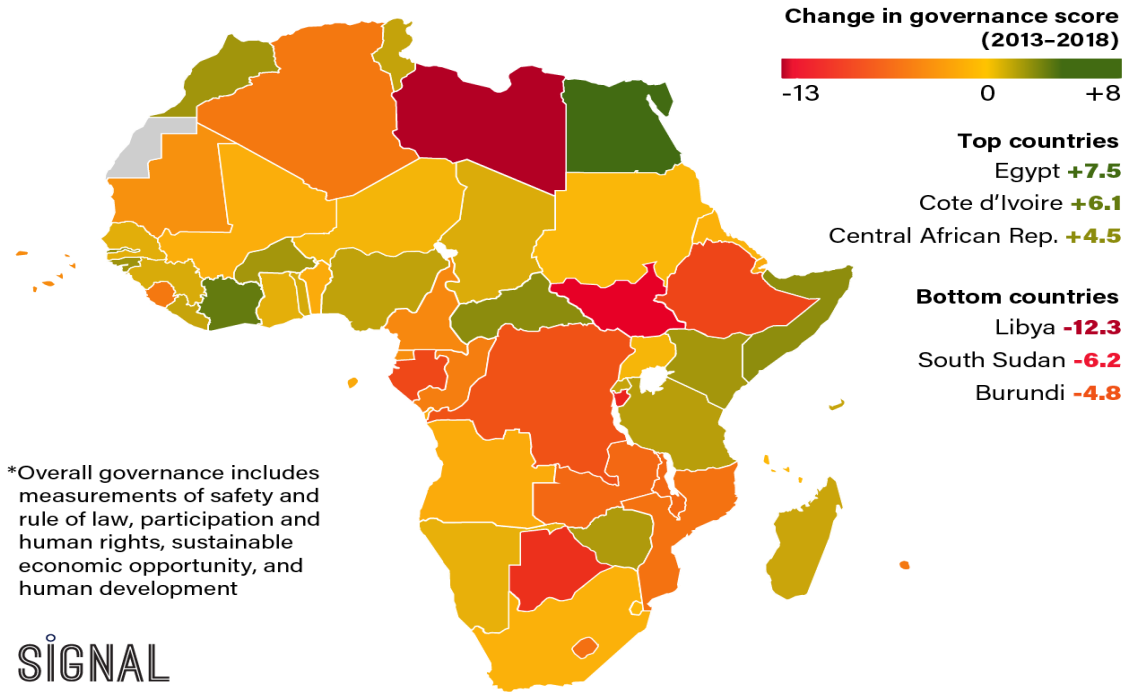 Change in governance score
(2013–2018)
-13 0 +8
Top countries
Egypt +7.5
Cote d'Ivoire +6.1
Central African Rep. +4.5
Bottom countries
Libya -12.3
South Sudan -6.2
Burundi -4.8
*Overall governance includes
measurements of safety and
rule of law, participation and
human rights, sustainable
economic opportunity, and
human development
SIGNAL